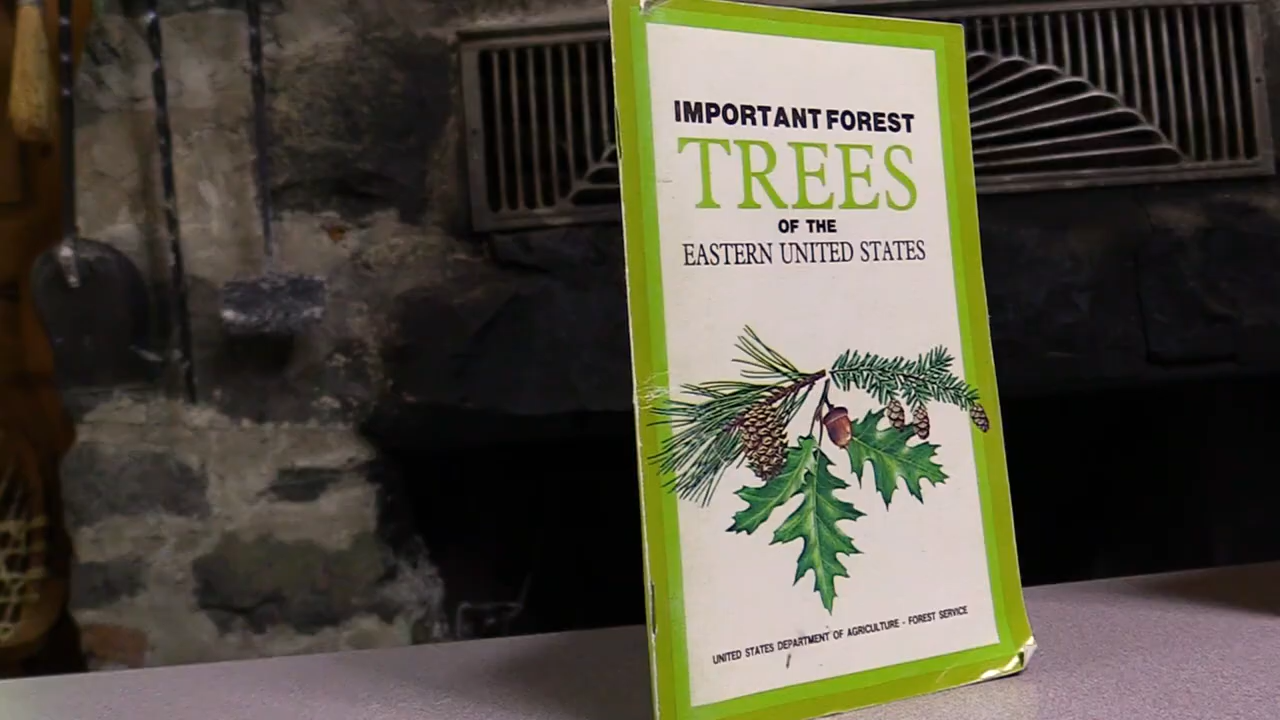 IMPORTANT FOREST
TREES
OF THE
EASTERN UNITED STATES
UNITED STATES DEPARTMENT OF AGRICULTURE - FOREST SERVICE